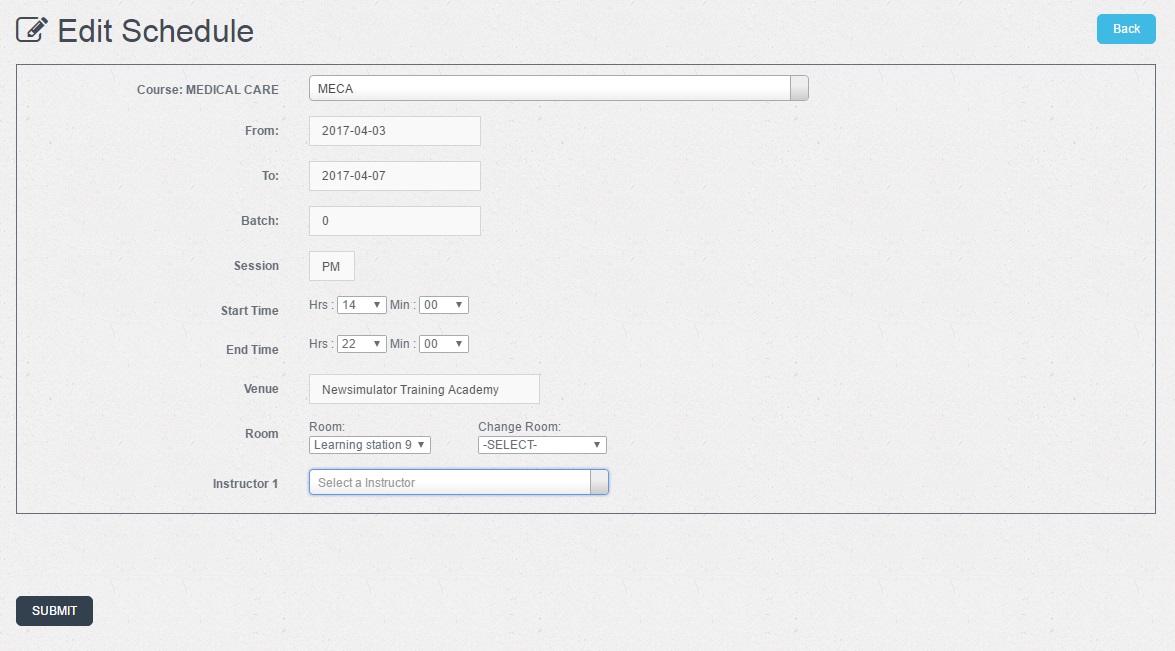 Edit Schedule
Back
Course: MEDICAL CARE MECA
From: 2017-04-03
To: 2017-04-07
Batch: 0
Session PM
Start Time Hrs : 14 Min : 00
End Time Hrs : 22 Min : 00
Venue Newsimulator Training Academy
Room: Change Room:
Room Learning station 9 -SELECT-
Instructor 1 Select a Instructor
SUBMIT